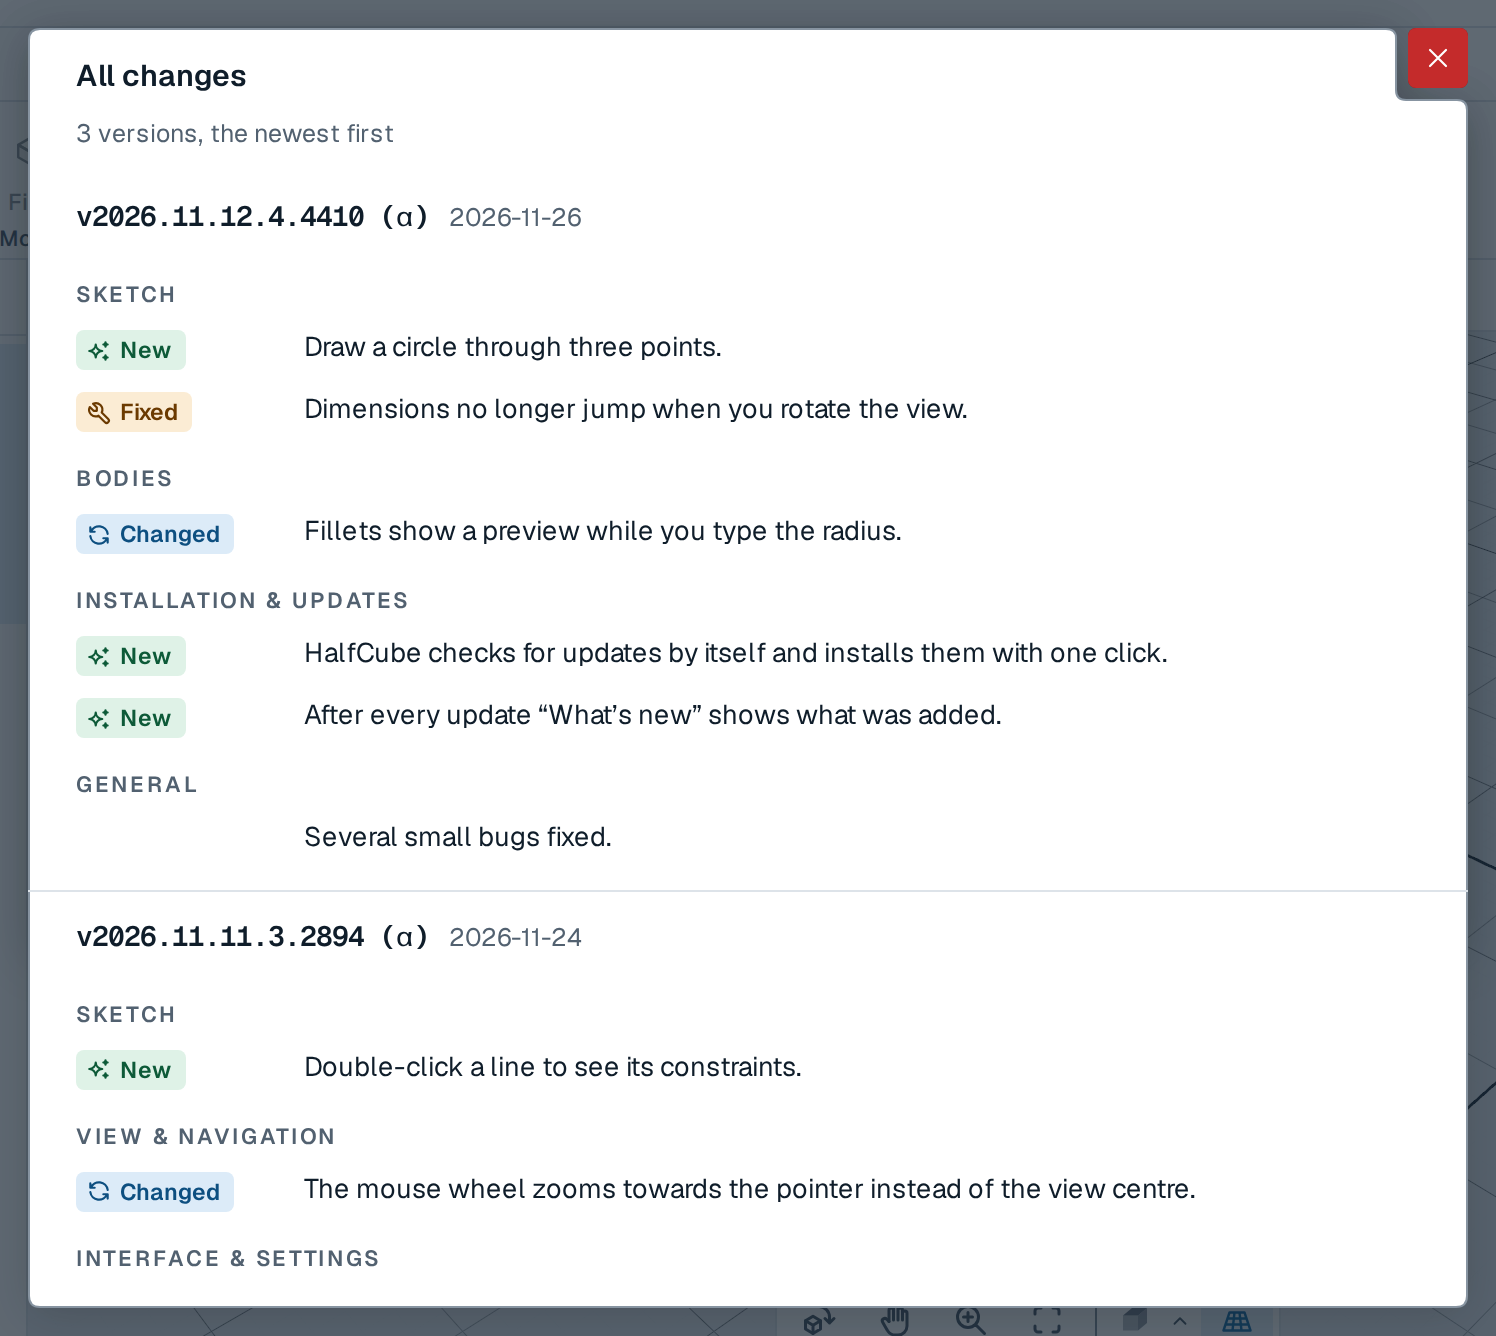 All changes
3 versions, the newest first
v2026.11.12.4.4410 (α) 2026-11-26
SKETCH
New Draw a circle through three points.
Fixed Dimensions no longer jump when you rotate the view.
BODIES
Changed Fillets show a preview while you type the radius.
INSTALLATION & UPDATES
New HalfCube checks for updates by itself and installs them with one click.
New After every update “What’s new” shows what was added.
GENERAL
Several small bugs fixed.
v2026.11.11.3.2894 (α) 2026-11-24
SKETCH
New Double-click a line to see its constraints.
VIEW & NAVIGATION
Changed The mouse wheel zooms towards the pointer instead of the view centre.
INTERFACE & SETTINGS